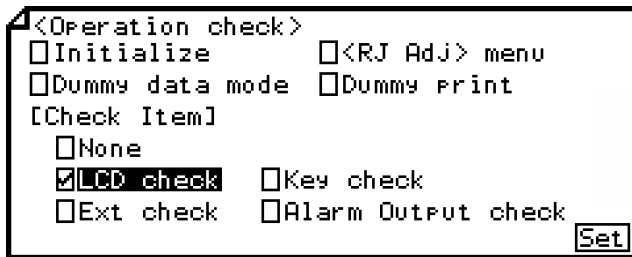 <Operation check>
Initialize <RJ Adj> menu
Dummy data mode Dummy print
[Check Item]
None
LCD check Key check
Ext check Alarm Output check
Set